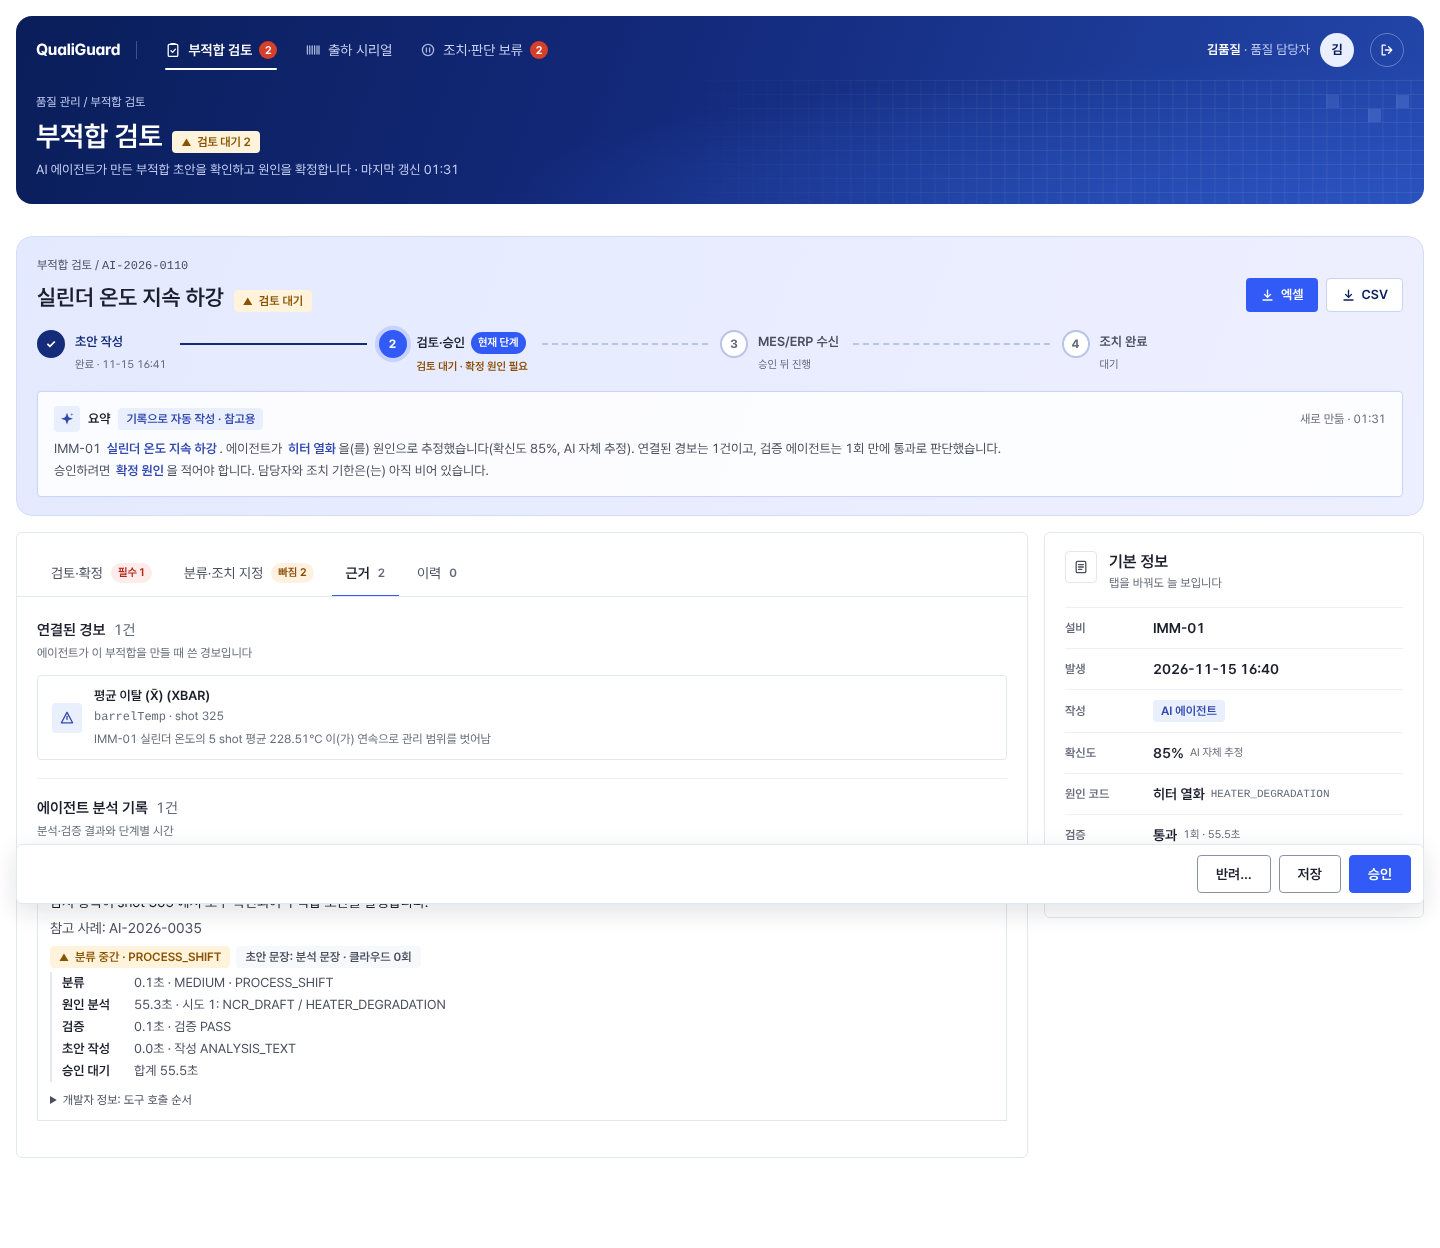 QualiGuard
부적합 검토 2
출하 시리얼
조치·판단 보류 2
김품질 · 품질 담당자 김
품질 관리 / 부적합 검토
부적합 검토 ▲ 검토 대기 2
AI 에이전트가 만든 부적합 초안을 확인하고 원인을 확정합니다 · 마지막 갱신 01:31
부적합 검토 / AI-2026-0110
실린더 온도 지속 하강 ▲ 검토 대기
엑셀
CSV
초안 작성
완료 · 11-15 16:41
2 검토·승인 현재 단계
검토 대기 · 확정 원인 필요
3 MES/ERP 수신
승인 뒤 진행
4 조치 완료
대기
요약 기록으로 자동 작성 · 참고용
새로 만듦 · 01:31
IMM-01 실린더 온도 지속 하강 . 에이전트가 히터 열화 을(를) 원인으로 추정했습니다(확신도 85%, AI 자체 추정). 연결된 경보는 1건이고, 검증 에이전트는 1회 만에 통과로 판단했습니다.
승인하려면 확정 원인 을 적어야 합니다. 담당자와 조치 기한은(는) 아직 비어 있습니다.
검토·확정 필수 1
분류·조치 지정 빠짐 2
근거 2
이력 0
연결된 경보 1건
에이전트가 이 부적합을 만들 때 쓴 경보입니다
평균 이탈 (X̄) (XBAR)
barrelTemp · shot 325
IMM-01 실린더 온도의 5 shot 평균 228.51°C 이(가) 연속으로 관리 범위를 벗어남
에이전트 분석 기록 1건
분석·검증 결과와 단계별 시간
참고 사례: AI-2026-0035
▲ 분류 중간 · PROCESS_SHIFT
초안 문장: 분석 문장 · 클라우드 0회
분류 0.1초 · MEDIUM · PROCESS_SHIFT
원인 분석 55.3초 · 시도 1: NCR_DRAFT / HEATER_DEGRADATION
검증 0.1초 · 검증 PASS
초안 작성 0.0초 · 작성 ANALYSIS_TEXT
승인 대기 합계 55.5초
▶ 개발자 정보: 도구 호출 순서
기본 정보
탭을 바꿔도 늘 보입니다
설비 IMM-01
발생 2026-11-15 16:40
작성 AI 에이전트
확신도 85% AI 자체 추정
원인 코드 히터 열화 HEATER_DEGRADATION
검증 통과 1회 · 55.5초
반려...
저장
승인